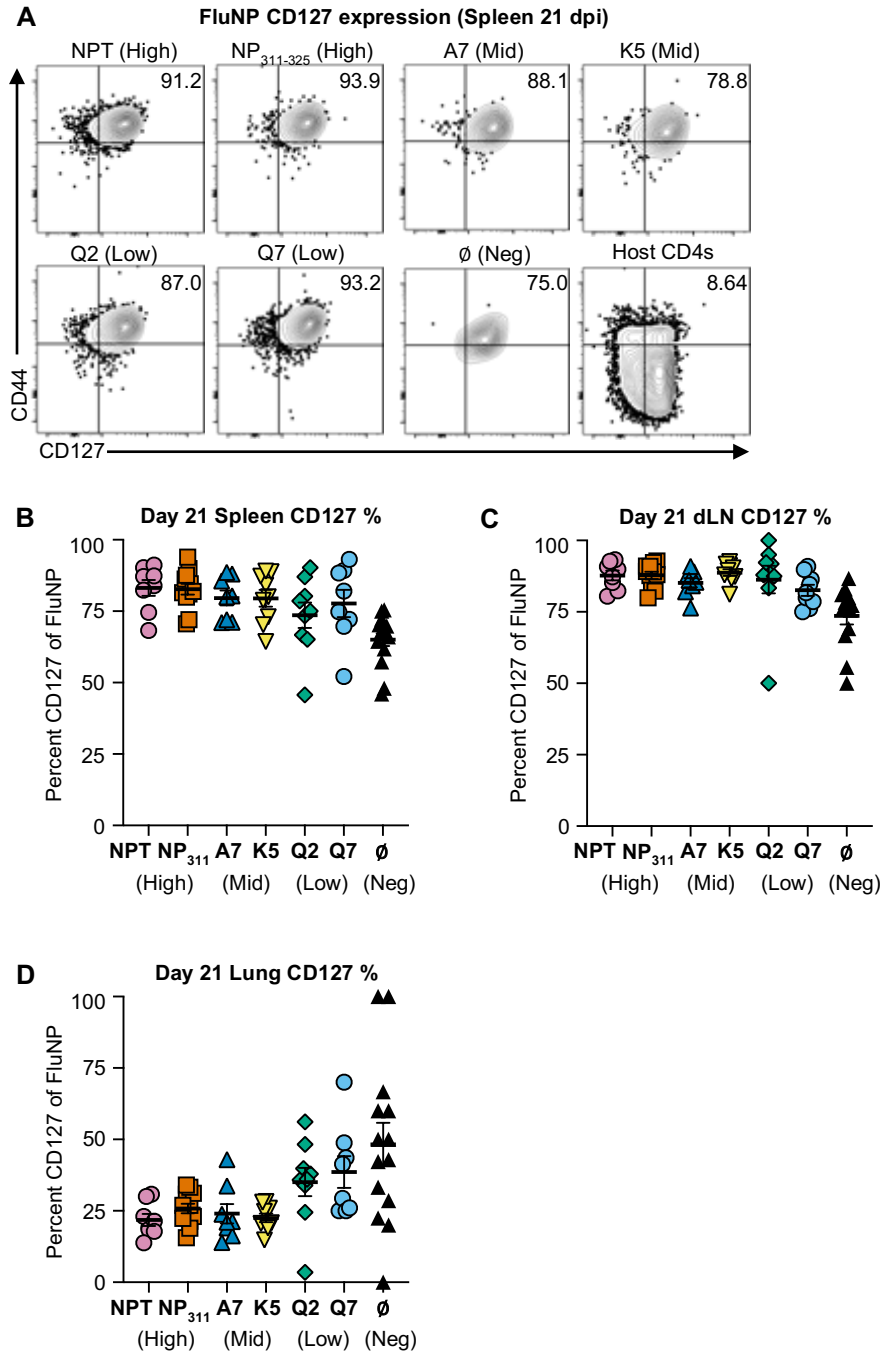 A
FluNP CD127 expression (Spleen 21 dpi)
NPT (High) NP311-325 (High) A7 (Mid) K5 (Mid)
91.2 93.9 88.1 78.8
Q2 (Low) Q7 (Low) ø (Neg) Host CD4s
87.0 93.2 75.0 8.64
CD44
CD127
B
Day 21 Spleen CD127 %
Percent CD127 of FluNP
100
75
50
25
0
NPT NP311 A7 K5 Q2 Q7 ø
(High) (Mid) (Low) (Neg)
C
Day 21 dLN CD127 %
Percent CD127 of FluNP
100
75
50
25
0
NPT NP311 A7 K5 Q2 Q7 ø
(High) (Mid) (Low) (Neg)
D
Day 21 Lung CD127 %
Percent CD127 of FluNP
100
75
50
25
0
NPT NP311 A7 K5 Q2 Q7 ø
(High) (Mid) (Low) (Neg)